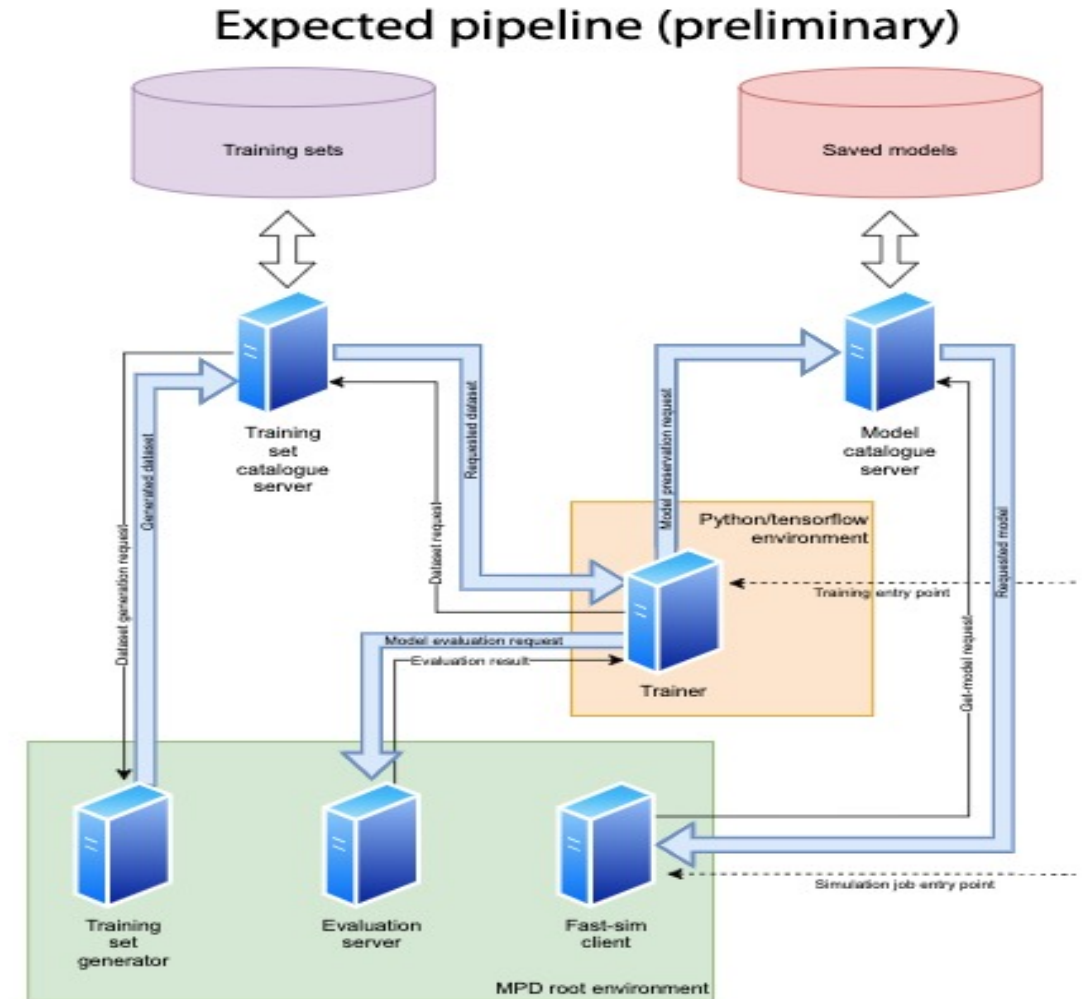 Expected pipeline (preliminary)
Training sets
Saved models
Training
set
catalogue
server
Model
catalogue
server
Dataset generation request
Generated dataset
Requested dataset
Dataset request
Model preservation request
Requested model
Get-model request
Python/tensorflow
environment
Training entry point
Model evaluation request
Evaluation result
Trainer
Training
set
generator
Evaluation
server
Fast-sim
client
Simulation job entry point
MPD root environment